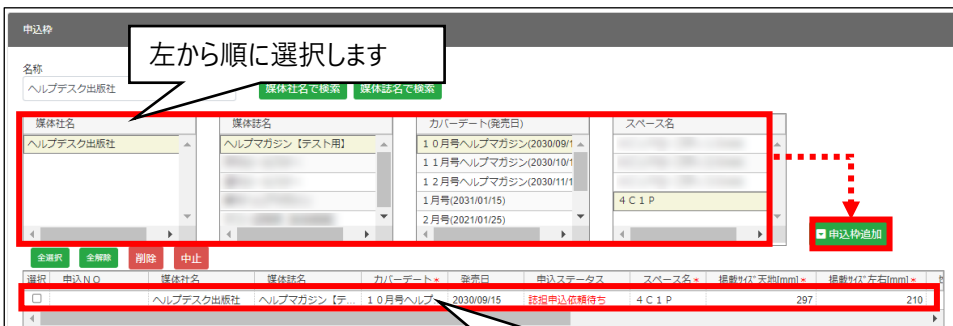 申込枠
左から順に選択します
名称
ヘルプデスク出版社
媒体社名で検索 媒体誌名で検索
媒体社名 媒体誌名 カバーデート(発売日) スペース名
ヘルプデスク出版社 ヘルプマガジン【テスト用】 10月号ヘルプマガジン(2030/09/1
11月号ヘルプマガジン(2030/10/1
12月号ヘルプマガジン(2030/11/1
1月号(2031/01/15) 4C1P
2月号(2021/01/25)
申込枠追加
全選択 全解除 削除 中止
選択 申込NO 媒体社名 媒体誌名 カバーデート* 発売日 申込ステータス スペース名* 掲載サイズ天地[mm]* 掲載サイズ左右[mm]*
ヘルプデスク出版社 ヘルプマガジン【テ... 10月号ヘルプ 2030/09/15 誌担申込依頼待ち 4C1P 297 210